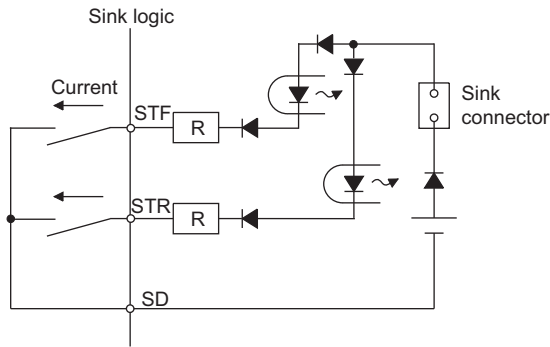 Sink logic
Current
STF
R
Sink
connector
STR
R
SD